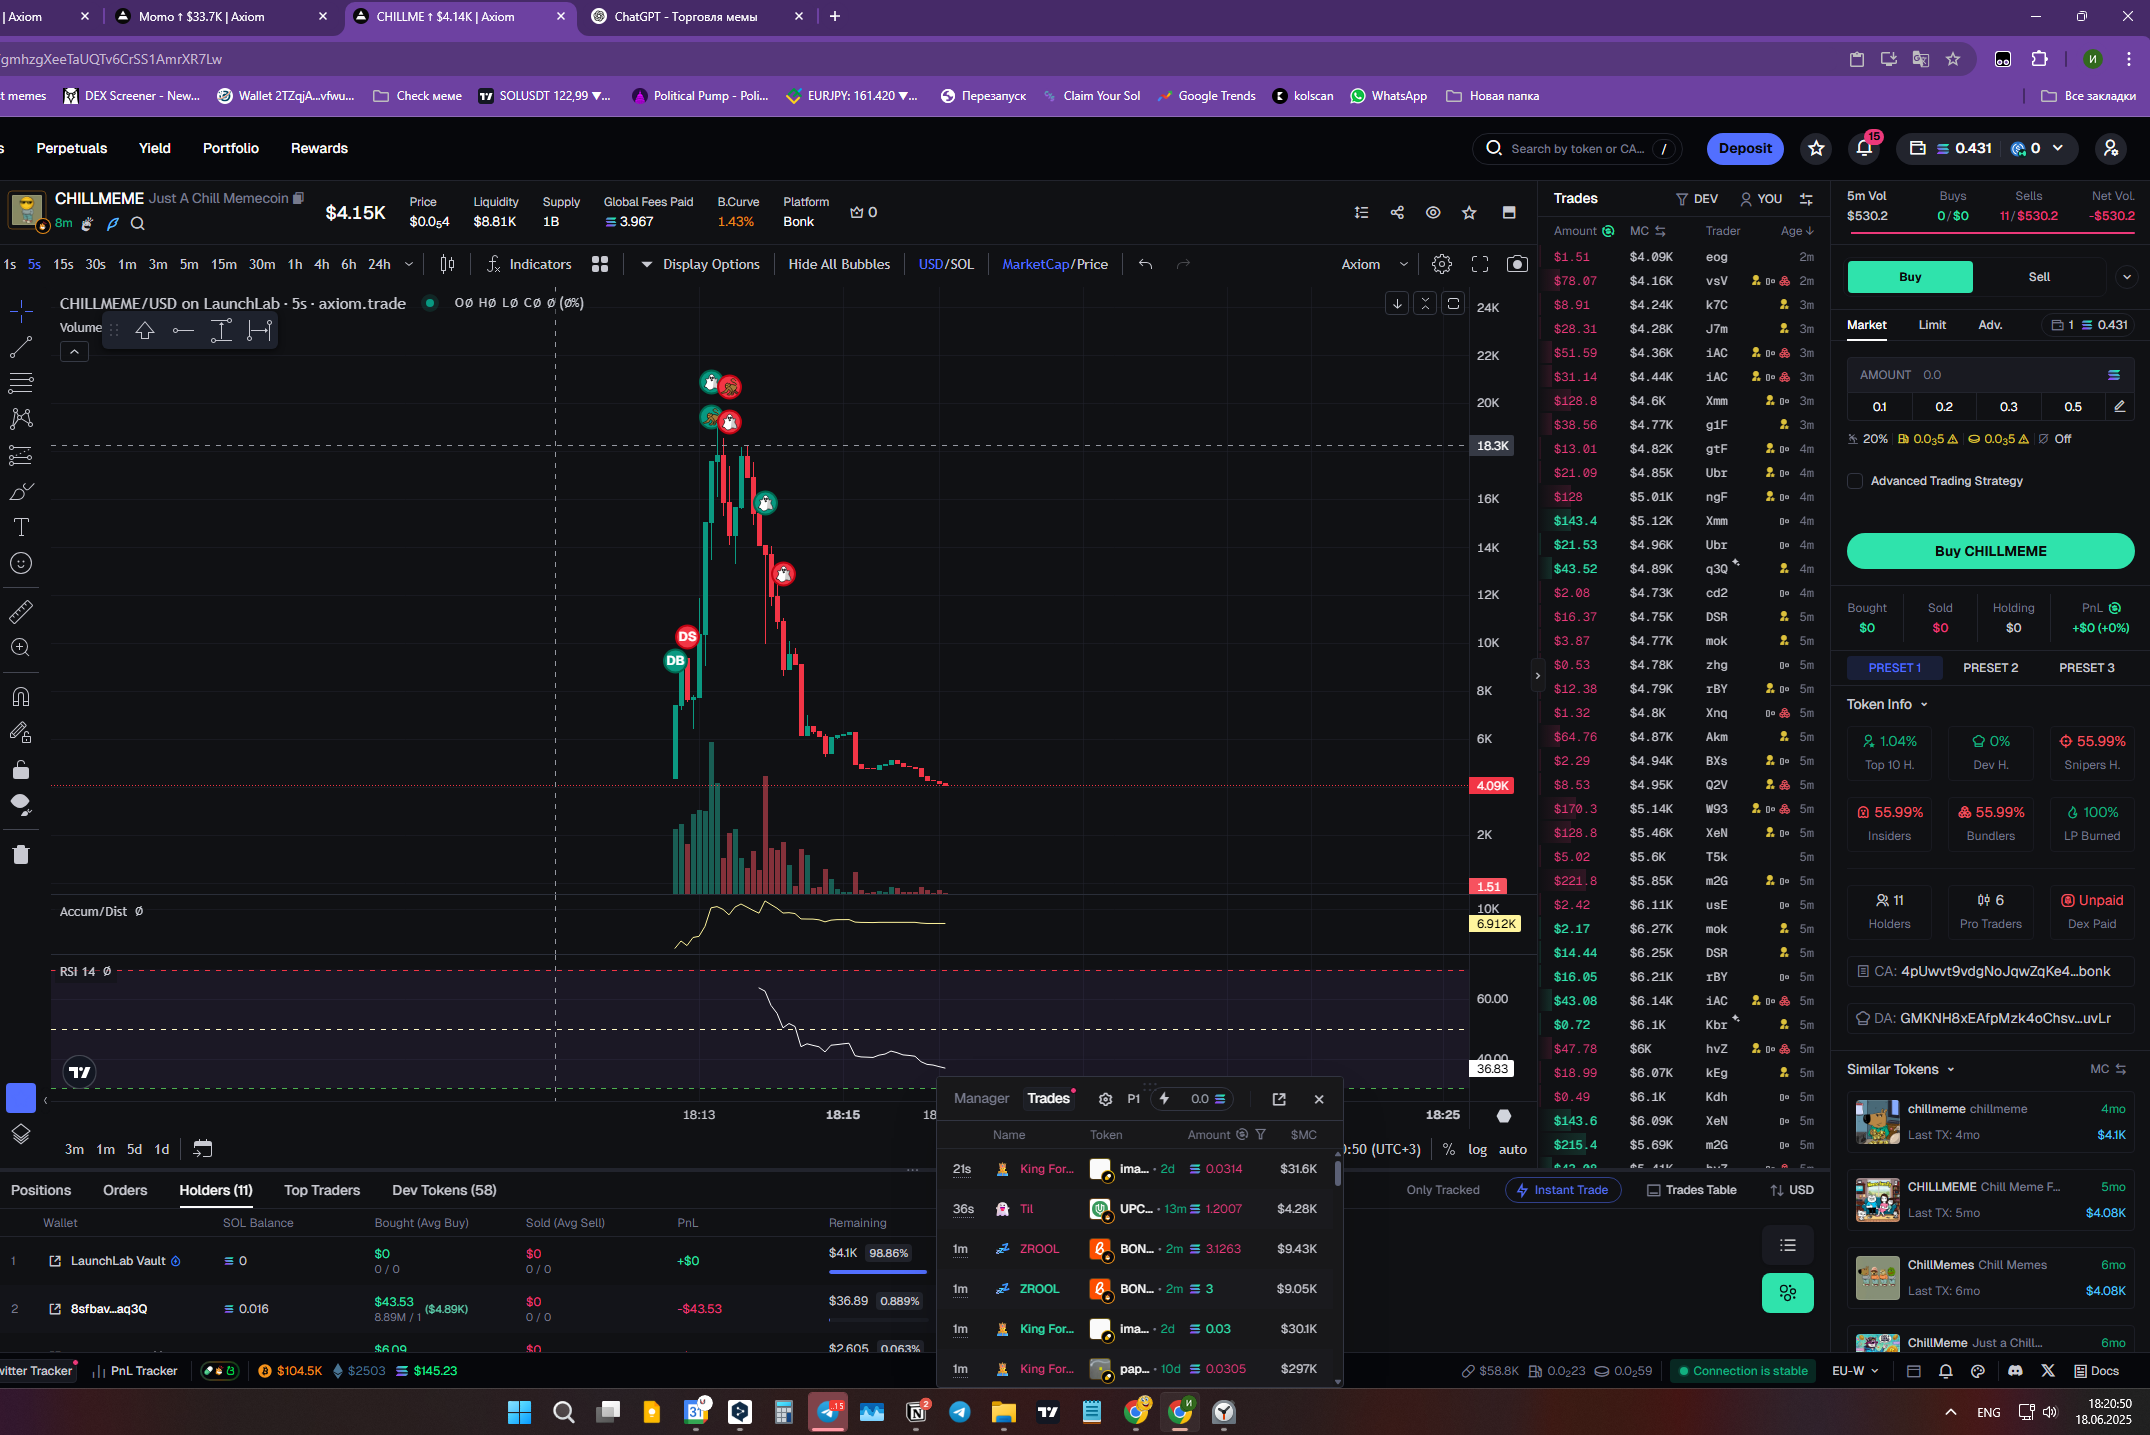 | Axiom
Momo ↑ $33.7K | Axiom
CHILLME ↑ $4.14K | Axiom
ChatGPT - Торговля мемы
gmhzgXeeTaUQTv6CrSS1AmrXR7Lw
И
t memes
DEX Screener - New...
Wallet 2TZqjA...vfwu...
Check меме
SOLUSDT 122,99 ▼...
Political Pump - Poli...
EURJPY: 161.420 ▼...
Перезапуск
Claim Your Sol
Google Trends
kolscan
WhatsApp
Новая папка
Все закладки
s Perpetuals Yield Portfolio Rewards
Search by token or CA... /
Deposit
15
0.431 0
CHILLMEME Just A Chill Memecoin
8m
$4.15K
Price
$0.0₅4
Liquidity
$8.81K
Supply
1B
Global Fees Paid
3.967
B.Curve
1.43%
Platform
Bonk
0
1s 5s 15s 30s 1m 3m 5m 15m 30m 1h 4h 6h 24h
Indicators
Display Options
Hide All Bubbles
USD/SOL
MarketCap/Price
Axiom
CHILLMEME/USD on LaunchLab · 5s · axiom.trade
O∅ H∅ L∅ C∅ ∅ (∅%)
Volume
DS
DB
24K
22K
20K
18.3K
16K
14K
12K
10K
8K
6K
4.09K
2K
1.51
Accum/Dist ∅
10K
6.912K
RSI 14 ∅
60.00
40.00
36.83
18:13 18:15 18: 18:25
3m 1m 5d 1d
:50 (UTC+3) % log auto
Trades DEV YOU
Amount MC Trader Age ↓
$1.51 $4.09K eog 2m
$78.07 $4.16K vsV 2m
$8.91 $4.24K k7C 3m
$28.31 $4.28K J7m 3m
$51.59 $4.36K iAC 3m
$31.14 $4.44K iAC 3m
$128.8 $4.6K Xmm 3m
$38.56 $4.77K g1F 3m
$13.01 $4.82K gtF 4m
$21.09 $4.85K Ubr 4m
$128 $5.01K ngF 4m
$143.4 $5.12K Xmm 4m
$21.53 $4.96K Ubr 4m
$43.52 $4.89K q3Q 4m
$2.08 $4.73K cd2 4m
$16.37 $4.75K DSR 5m
$3.87 $4.77K mok 5m
$0.53 $4.78K zhg 5m
$12.38 $4.79K rBY 5m
$1.32 $4.8K Xnq 5m
$64.76 $4.87K Akm 5m
$2.29 $4.94K BXs 5m
$8.53 $4.95K Q2V 5m
$170.3 $5.14K W93 5m
$128.8 $5.46K XeN 5m
$5.02 $5.6K T5k 5m
$221.8 $5.85K m2G 5m
$2.42 $6.11K usE 5m
$2.17 $6.27K mok 5m
$14.44 $6.25K DSR 5m
$16.05 $6.21K rBY 5m
$43.08 $6.14K iAC 5m
$0.72 $6.1K Kbr 5m
$47.78 $6K hvZ 5m
$18.99 $6.07K kEg 5m
$0.49 $6.1K Kdh 5m
$143.6 $6.09K XeN 5m
$215.4 $5.69K m2G 5m
5m Vol Buys Sells Net Vol.
$530.2 0/$0 11/$530.2 -$530.2
Buy Sell
Market Limit Adv. 1 0.431
AMOUNT 0.0
0.1 0.2 0.3 0.5
20% 0.0₃5 0.0₃5 Off
Advanced Trading Strategy
Buy CHILLMEME
Bought Sold Holding PnL
$0 $0 $0 +$0 (+0%)
PRESET 1 PRESET 2 PRESET 3
Token Info
1.04% 0% 55.99%
Top 10 H. Dev H. Snipers H.
55.99% 55.99% 100%
Insiders Bundlers LP Burned
11 6 Unpaid
Holders Pro Traders Dex Paid
CA: 4pUwvt9vdgNoJqwZqKe4...bonk
DA: GMKNH8xEAfpMzk4oChsv...uvLr
Similar Tokens MC
chillmeme chillmeme 4mo
Last TX: 4mo $4.1K
CHILLMEME Chill Meme F... 5mo
Last TX: 5mo $4.08K
ChillMemes Chill Memes 6mo
Last TX: 6mo $4.08K
ChillMeme Just a Chill... 6mo
Positions Orders Holders (11) Top Traders Dev Tokens (58)
Only Tracked Instant Trade Trades Table USD
Wallet SOL Balance Bought (Avg Buy) Sold (Avg Sell) PnL Remaining
1 LaunchLab Vault 0 $0 $0 +$0 $4.1K 98.86%
0 / 0 0 / 0
2 8sfbav...aq3Q 0.016 $43.53 $0 -$43.53 $36.89 0.889%
8.89M / 1 ($4.89K) 0 / 0
$6.09 $0 $2.605 0.063%
Manager Trades P1 0.0
Name Token Amount $MC
21s King For... ima... • 2d 0.0314 $31.6K
36s Til UPC... • 13m 1.2007 $4.28K
1m ZROOL BON... • 2m 3.1263 $9.43K
1m ZROOL BON... • 2m 3 $9.05K
1m King For... ima... • 2d 0.03 $30.1K
1m King For... pap... • 10d 0.0305 $297K
witter Tracker PnL Tracker $104.5K $2503 $145.23
$58.8K 0.0₂23 0.0₂59 Connection is stable EU-W Docs
ENG
18:20:50
18.06.2025